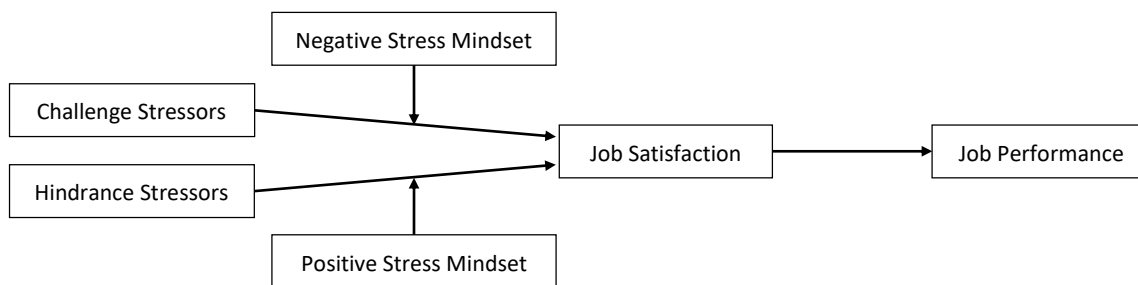 Negative Stress Mindset
Challenge Stressors
Job Satisfaction
Job Performance
Hindrance Stressors
Positive Stress Mindset